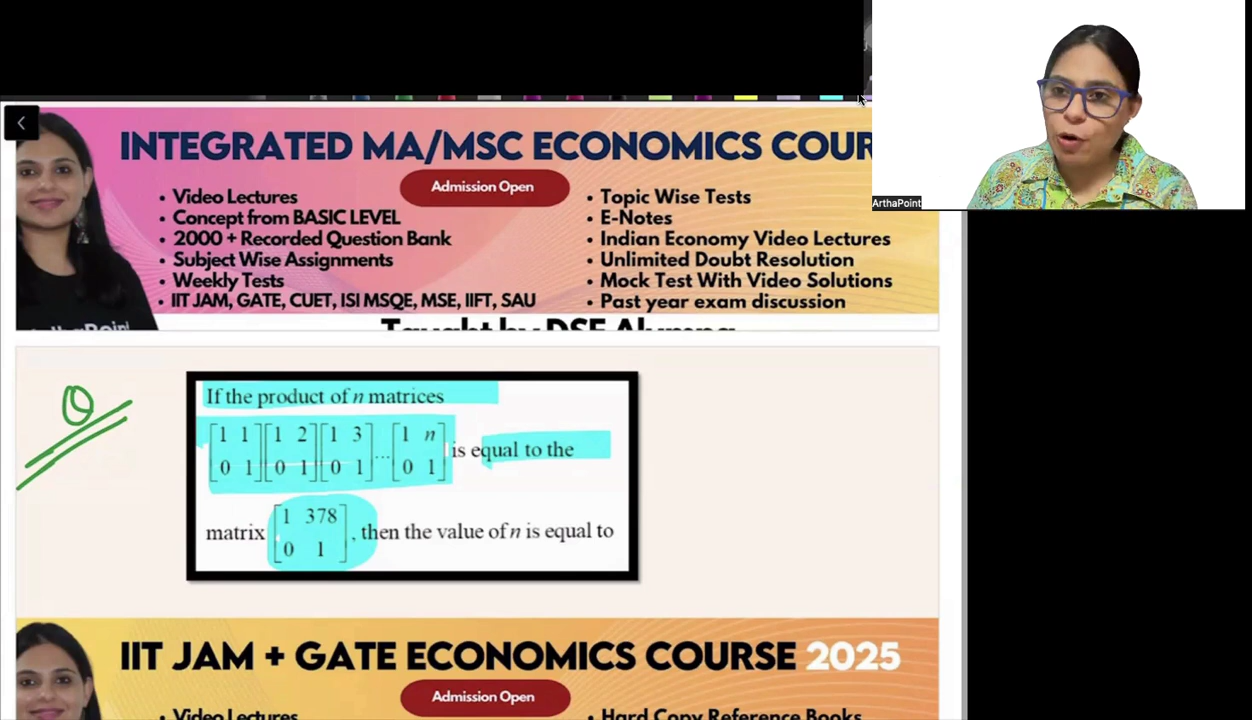 INTEGRATED MA/MSC ECONOMICS COUR
Admission Open
• Video Lectures
• Concept from BASIC LEVEL
• 2000 + Recorded Question Bank
• Subject Wise Assignments
• Weekly Tests
• IIT JAM, GATE, CUET, ISI MSQE, MSE, IIFT, SAU
• Topic Wise Tests
• E-Notes
• Indian Economy Video Lectures
• Unlimited Doubt Resolution
• Mock Test With Video Solutions
• Past year exam discussion
ArthaPoint
Taught by DSE Alumna
Q
If the product of n matrices
[1 1] [1 2] [1 3] ... [1 n]
[0 1] [0 1] [0 1] [0 1] is equal to the
matrix [1 378]
[0 1], then the value of n is equal to
IIT JAM + GATE ECONOMICS COURSE 2025
Admission Open
• Video Lectures
• Hard Copy Reference Books